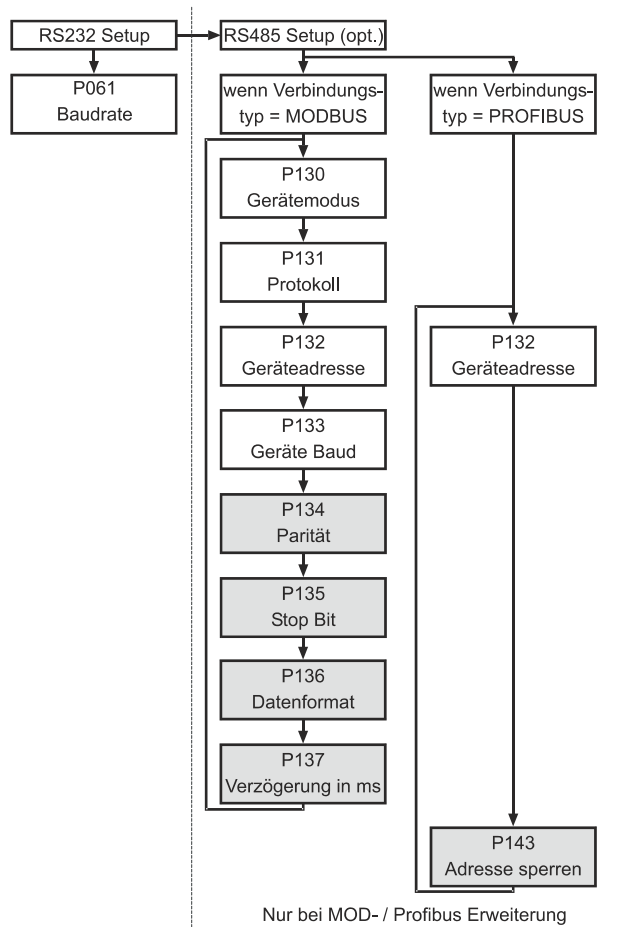 RS232 Setup
P061
Baudrate
RS485 Setup (opt.)
wenn Verbindungs-
typ = MODBUS
P130
Gerätemodus
P131
Protokoll
P132
Geräteadresse
P133
Geräte Baud
P134
Parität
P135
Stop Bit
P136
Datenformat
P137
Verzögerung in ms
wenn Verbindungs-
typ = PROFIBUS
P132
Geräteadresse
P143
Adresse sperren
Nur bei MOD- / Profibus Erweiterung